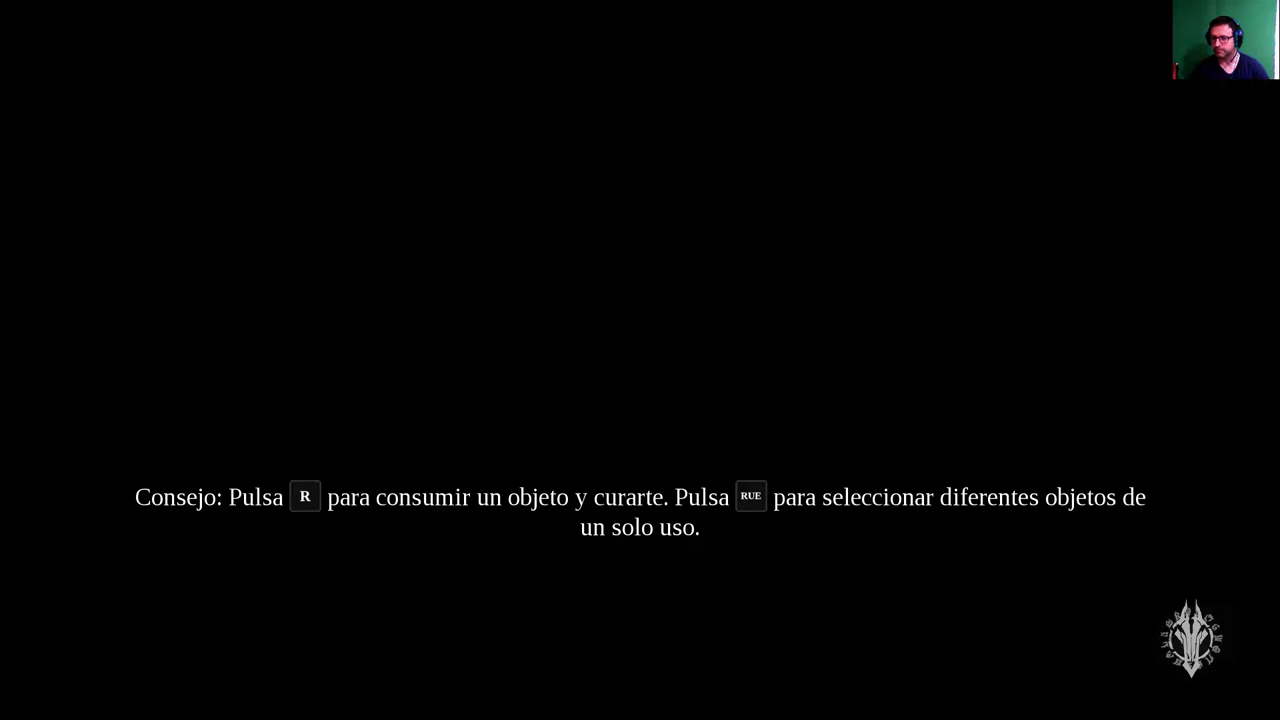 Consejo: Pulsa R para consumir un objeto y curarte. Pulsa RUE para seleccionar diferentes objetos de
un solo uso.